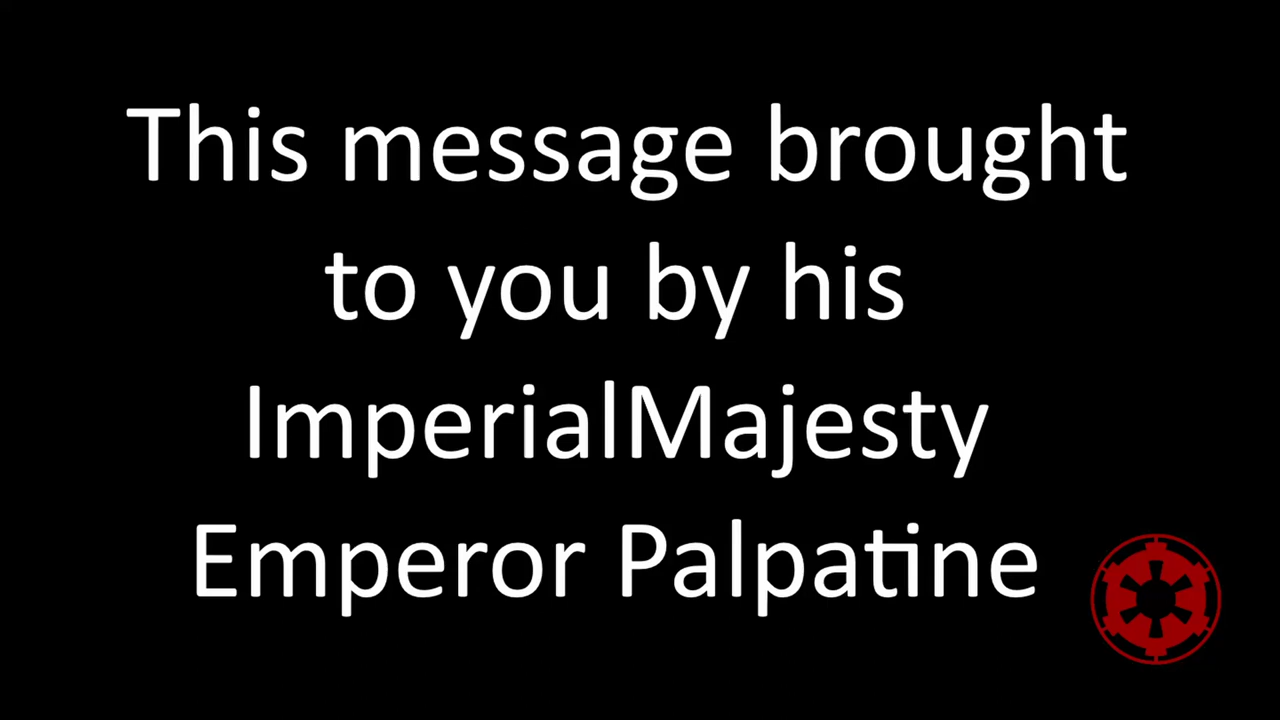 This message brought
to you by his
ImperialMajesty
Emperor Palpatine